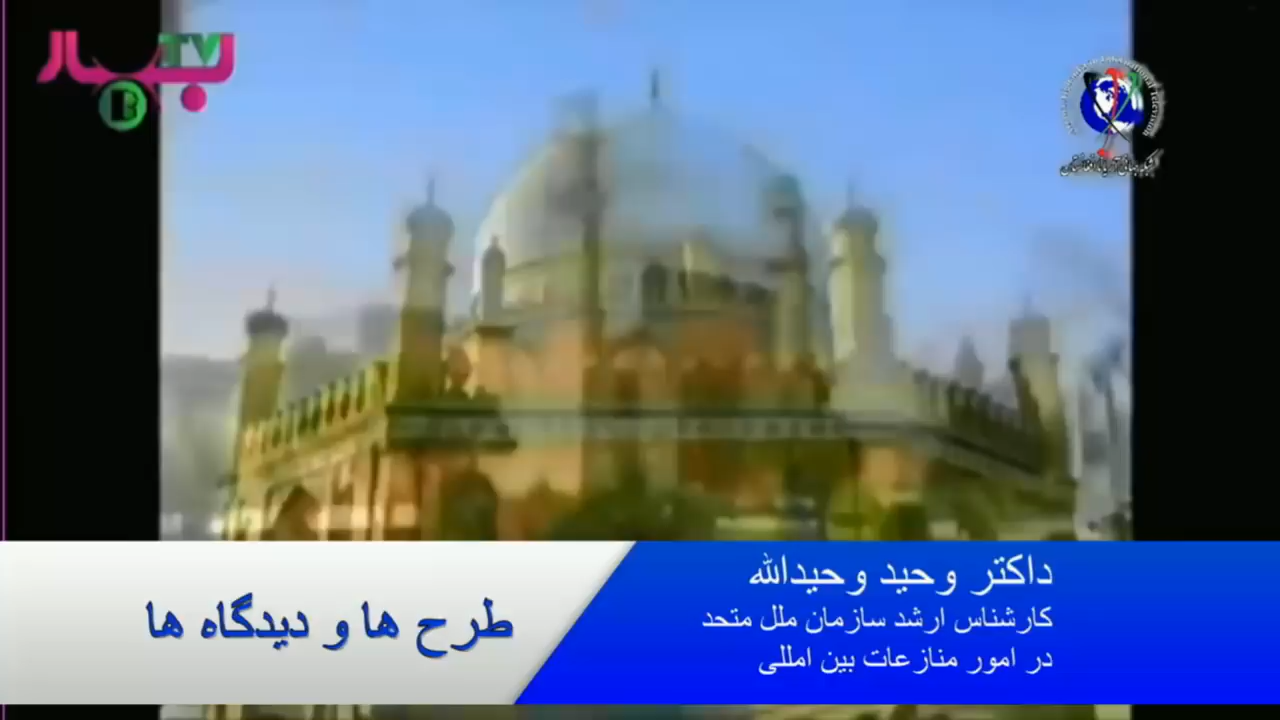 بهار
TV
B
داکتر وحید وحیدالله
کارشناس ارشد سازمان ملل متحد
در امور منازعات بین امللی
طرح ها و دیدگاه ها